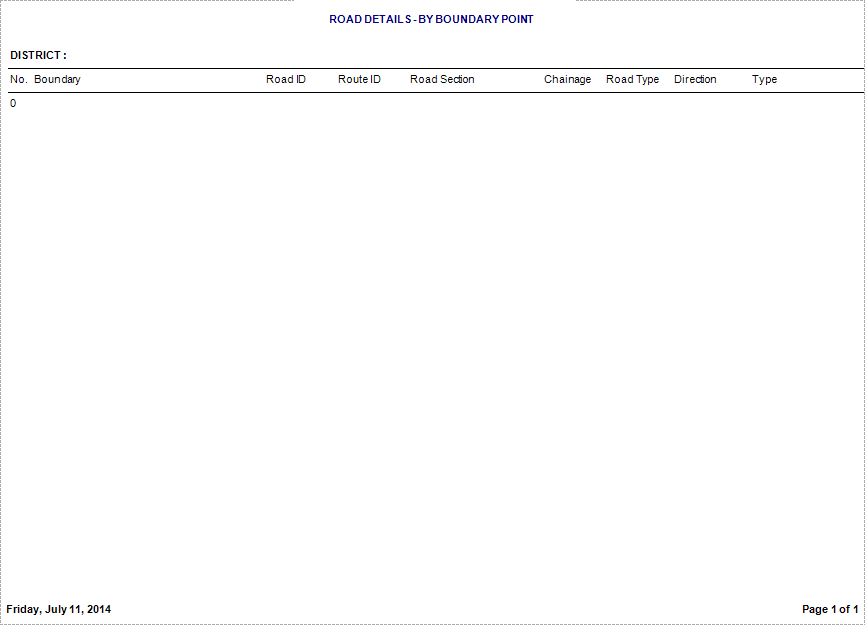 ROAD DETAILS - BY BOUNDARY POINT
DISTRICT :
No. Boundary Road ID Route ID Road Section Chainage Road Type Direction Type
0
Friday, July 11, 2014 Page 1 of 1